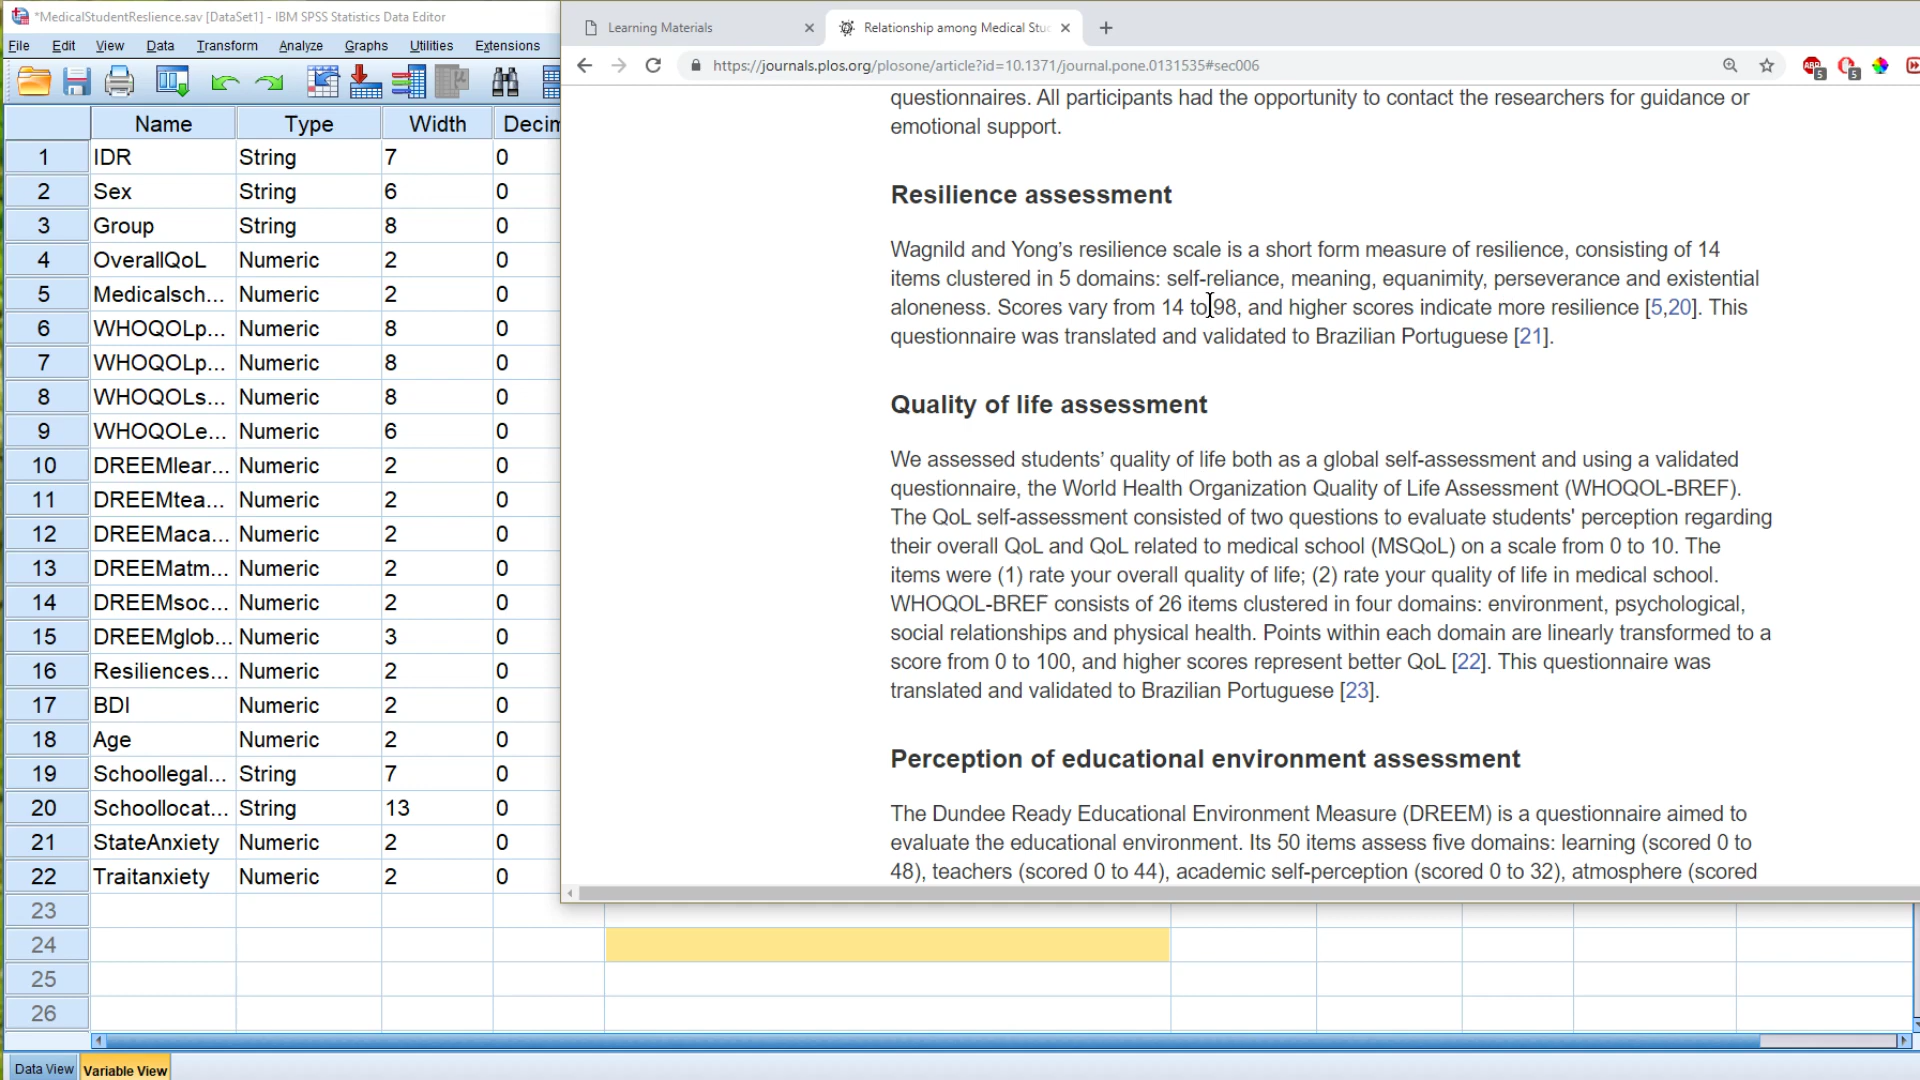 *MedicalStudentReslience.sav [DataSet1] - IBM SPSS Statistics Data Editor
File Edit View Data Transform Analyze Graphs Utilities Extensions
Name Type Width Decim
1 IDR String 7 0
2 Sex String 6 0
3 Group String 8 0
4 OverallQoL Numeric 2 0
5 Medicalsch... Numeric 2 0
6 WHOQOLp... Numeric 8 0
7 WHOQOLp... Numeric 8 0
8 WHOQOLs... Numeric 8 0
9 WHOQOLe... Numeric 6 0
10 DREEMlear... Numeric 2 0
11 DREEMtea... Numeric 2 0
12 DREEMaca... Numeric 2 0
13 DREEMatm... Numeric 2 0
14 DREEMsoc... Numeric 2 0
15 DREEMglob... Numeric 3 0
16 Resiliences... Numeric 2 0
17 BDI Numeric 2 0
18 Age Numeric 2 0
19 Schoollegal... String 7 0
20 Schoollocat... String 13 0
21 StateAnxiety Numeric 2 0
22 Traitanxiety Numeric 2 0
23
24
25
26
Data View Variable View
Learning Materials Relationship among Medical Stu
https://journals.plos.org/plosone/article?id=10.1371/journal.pone.0131535#sec006
ABP 5 5
questionnaires. All participants had the opportunity to contact the researchers for guidance or
emotional support.
Resilience assessment
Wagnild and Yong’s resilience scale is a short form measure of resilience, consisting of 14
items clustered in 5 domains: self-reliance, meaning, equanimity, perseverance and existential
aloneness. Scores vary from 14 to 98, and higher scores indicate more resilience [5,20]. This
questionnaire was translated and validated to Brazilian Portuguese [21].
Quality of life assessment
We assessed students’ quality of life both as a global self-assessment and using a validated
questionnaire, the World Health Organization Quality of Life Assessment (WHOQOL-BREF).
The QoL self-assessment consisted of two questions to evaluate students' perception regarding
their overall QoL and QoL related to medical school (MSQoL) on a scale from 0 to 10. The
items were (1) rate your overall quality of life; (2) rate your quality of life in medical school.
WHOQOL-BREF consists of 26 items clustered in four domains: environment, psychological,
social relationships and physical health. Points within each domain are linearly transformed to a
score from 0 to 100, and higher scores represent better QoL [22]. This questionnaire was
translated and validated to Brazilian Portuguese [23].
Perception of educational environment assessment
The Dundee Ready Educational Environment Measure (DREEM) is a questionnaire aimed to
evaluate the educational environment. Its 50 items assess five domains: learning (scored 0 to
48), teachers (scored 0 to 44), academic self-perception (scored 0 to 32), atmosphere (scored